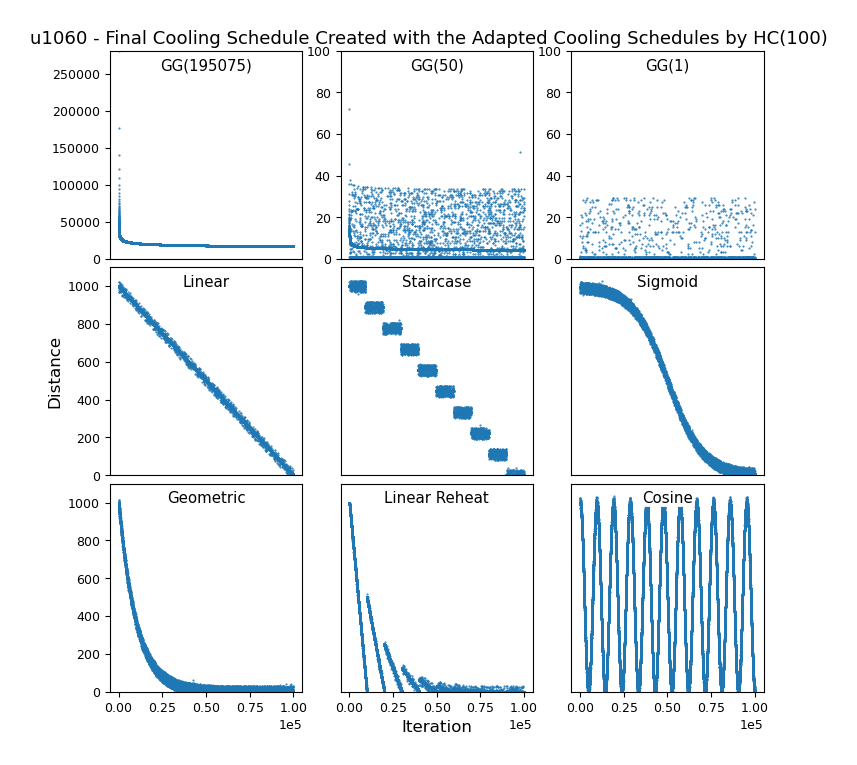 u1060 - Final Cooling Schedule Created with the Adapted Cooling Schedules by HC(100)
GG(195075)
250000
200000
150000
100000
50000
0
GG(50)
100
80
60
40
20
0
GG(1)
100
80
60
40
20
0
Distance
Linear
1000
800
600
400
200
0
Staircase
Sigmoid
Geometric
1000
800
600
400
200
0
Linear Reheat
Cosine
0.00 0.25 0.50 0.75 1.00
1e5
0.00 0.25 0.50 0.75 1.00
1e5
0.00 0.25 0.50 0.75 1.00
1e5
Iteration